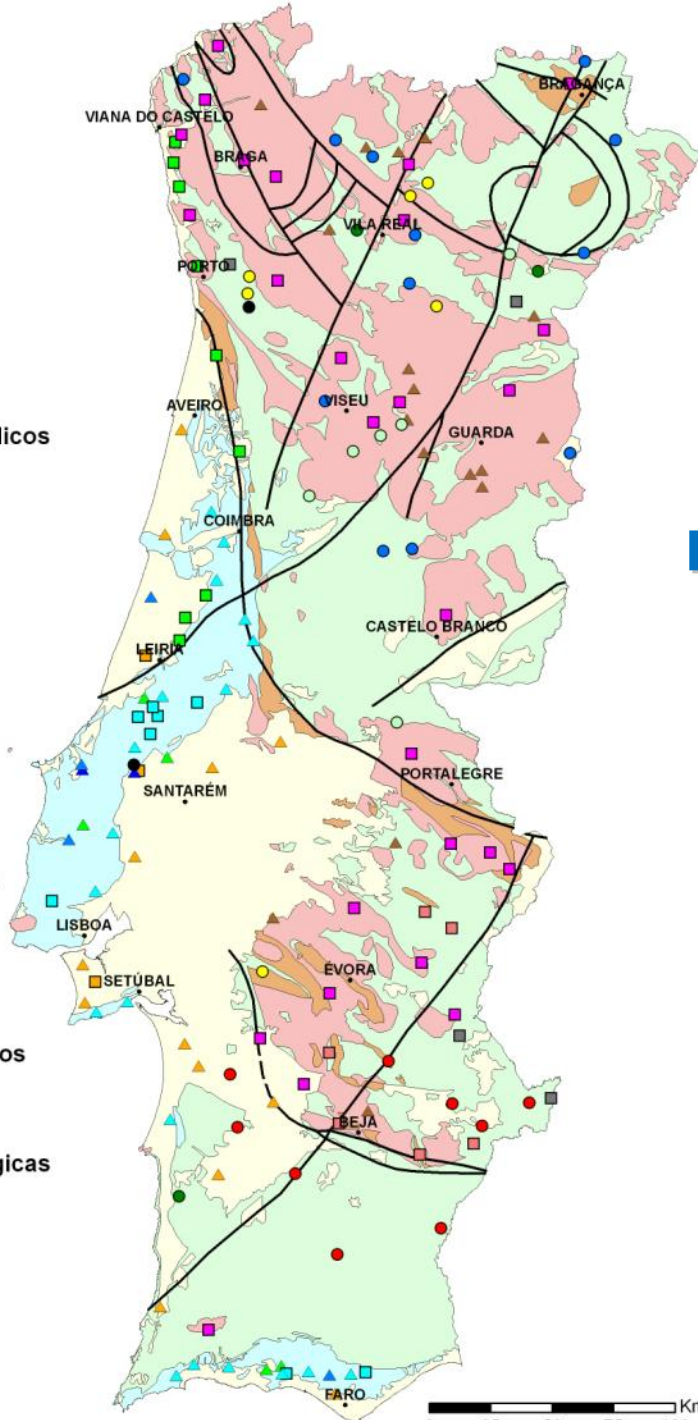 BRAGANÇA
VIANA DO CASTELO
BRAGA
VILA REAL
PORTO
VISEU
AVEIRO
GUARDA
licos
COIMBRA
CASTELO BRANCO
LEIRIA
PORTALEGRE
SANTARÉM
LISBOA
ÉVORA
SETÚBAL
os
BEJA
gicas
FARO
Km